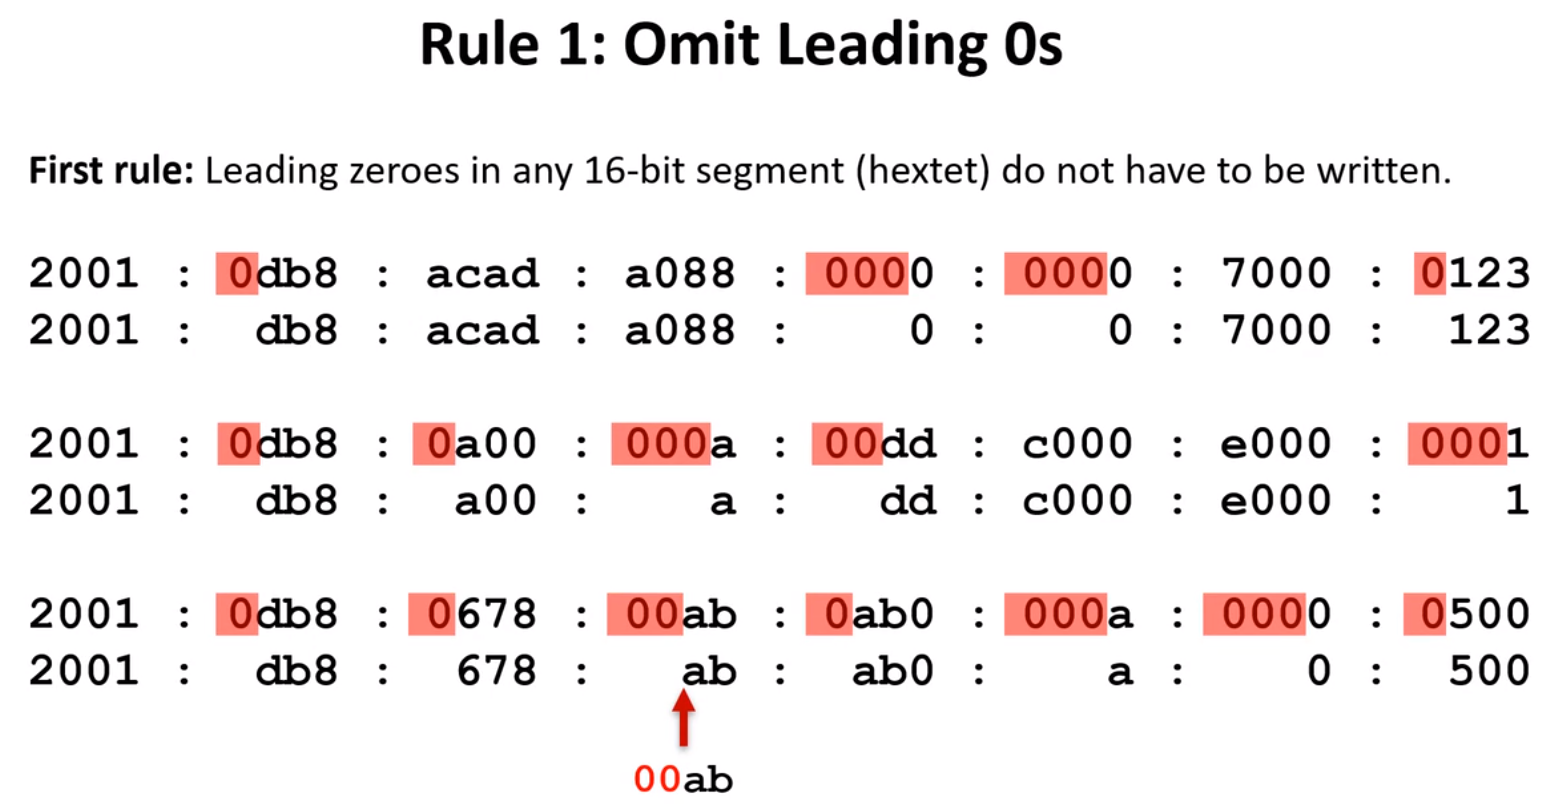 Rule 1: Omit Leading 0s
First rule: Leading zeroes in any 16-bit segment (hextet) do not have to be written.
2001 : 0db8 : acad : a088 : 0000 : 0000 : 7000 : 0123
2001 : db8 : acad : a088 : 0 : 0 : 7000 : 123
2001 : 0db8 : 0a00 : 000a : 00dd : c000 : e000 : 0001
2001 : db8 : a00 : a : dd : c000 : e000 : 1
2001 : 0db8 : 0678 : 00ab : 0ab0 : 000a : 0000 : 0500
2001 : db8 : 678 : ab : ab0 : a : 0 : 500
00ab